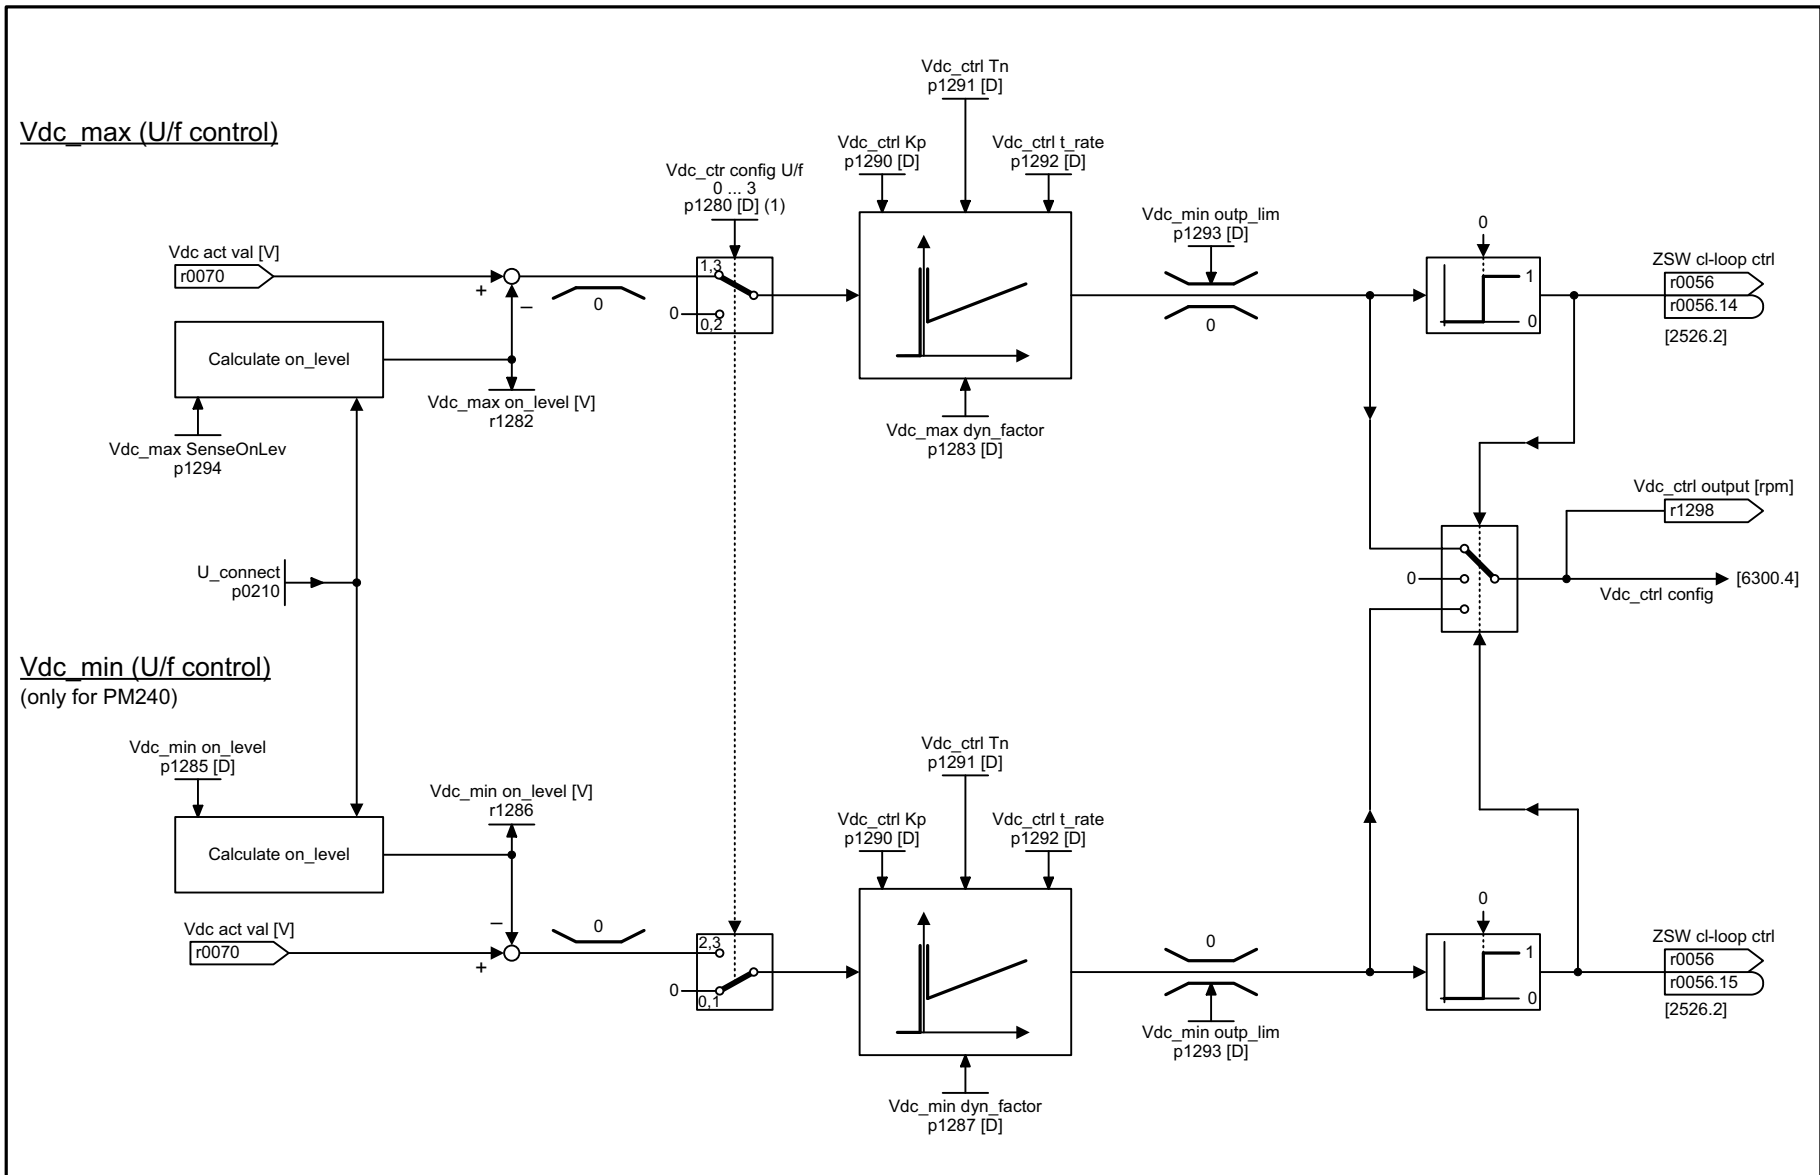 Vdc_max (U/f control)
Vdc_ctrl Tn
p1291 [D]
Vdc_ctrl Kp
p1290 [D]
Vdc_ctrl t_rate
p1292 [D]
Vdc_ctr config U/f
0 ... 3
p1280 [D] (1)
Vdc_min outp_lim
p1293 [D]
0
Vdc act val [V]
r0070
+
–
0
1,3
0
0,2
0
1
0
ZSW cl-loop ctrl
r0056
r0056.14
[2526.2]
Calculate on_level
Vdc_max on_level [V]
r1282
Vdc_max SenseOnLev
p1294
Vdc_max dyn_factor
p1283 [D]
Vdc_ctrl output [rpm]
r1298
U_connect
p0210
0
[6300.4]
Vdc_ctrl config
Vdc_min (U/f control)
(only for PM240)
Vdc_min on_level
p1285 [D]
Vdc_min on_level [V]
r1286
Vdc_ctrl Tn
p1291 [D]
Vdc_ctrl Kp
p1290 [D]
Vdc_ctrl t_rate
p1292 [D]
Calculate on_level
0
Vdc act val [V]
r0070
+
–
0
2,3
0
0,1
0
1
0
ZSW cl-loop ctrl
r0056
r0056.15
[2526.2]
Vdc_min outp_lim
p1293 [D]
Vdc_min dyn_factor
p1287 [D]